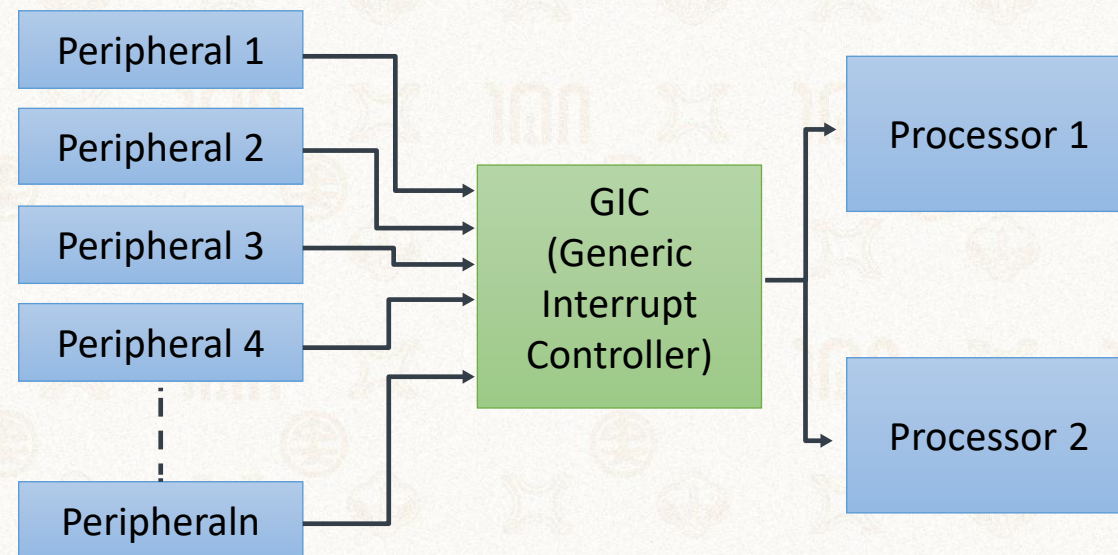 Peripheral 1
Peripheral 2
Peripheral 3
Peripheral 4
Peripheraln
GIC
(Generic
Interrupt
Controller)
Processor 1
Processor 2